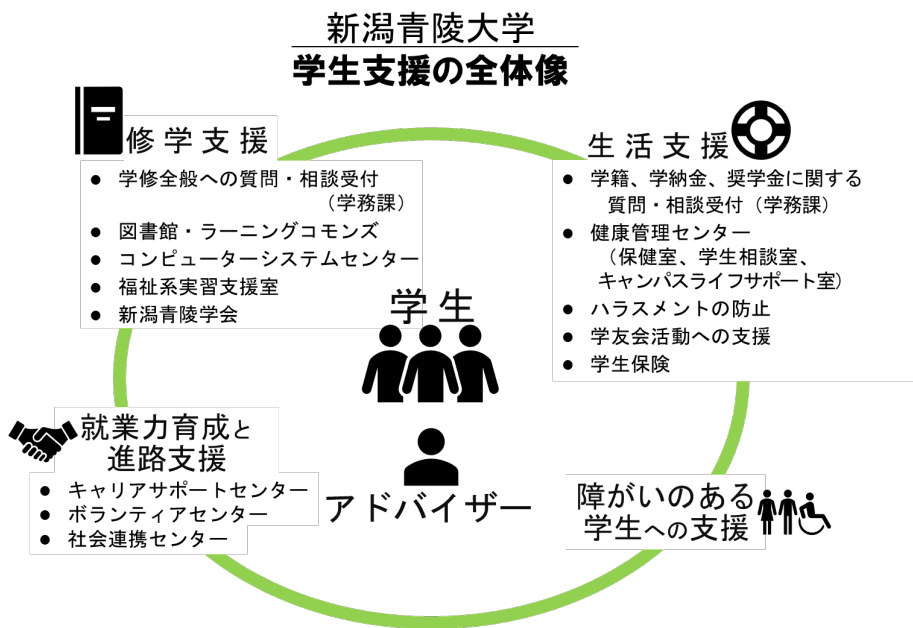 新潟青陵大学
学生支援の全体像
修学支援
● 学修全般への質問・相談受付
（学務課）
● 図書館・ラーニングコモンズ
● コンピューターシステムセンター
● 福祉系実習支援室
● 新潟青陵学会
生活支援
● 学籍、学納金、奨学金に関する
質問・相談受付（学務課）
● 健康管理センター
（保健室、学生相談室、
キャンパスライフサポート室）
● ハラスメントの防止
● 学友会活動への支援
● 学生保険
学生
アドバイザー
就業力育成と
進路支援
● キャリアサポートセンター
● ボランティアセンター
● 社会連携センター
障がいのある
学生への支援